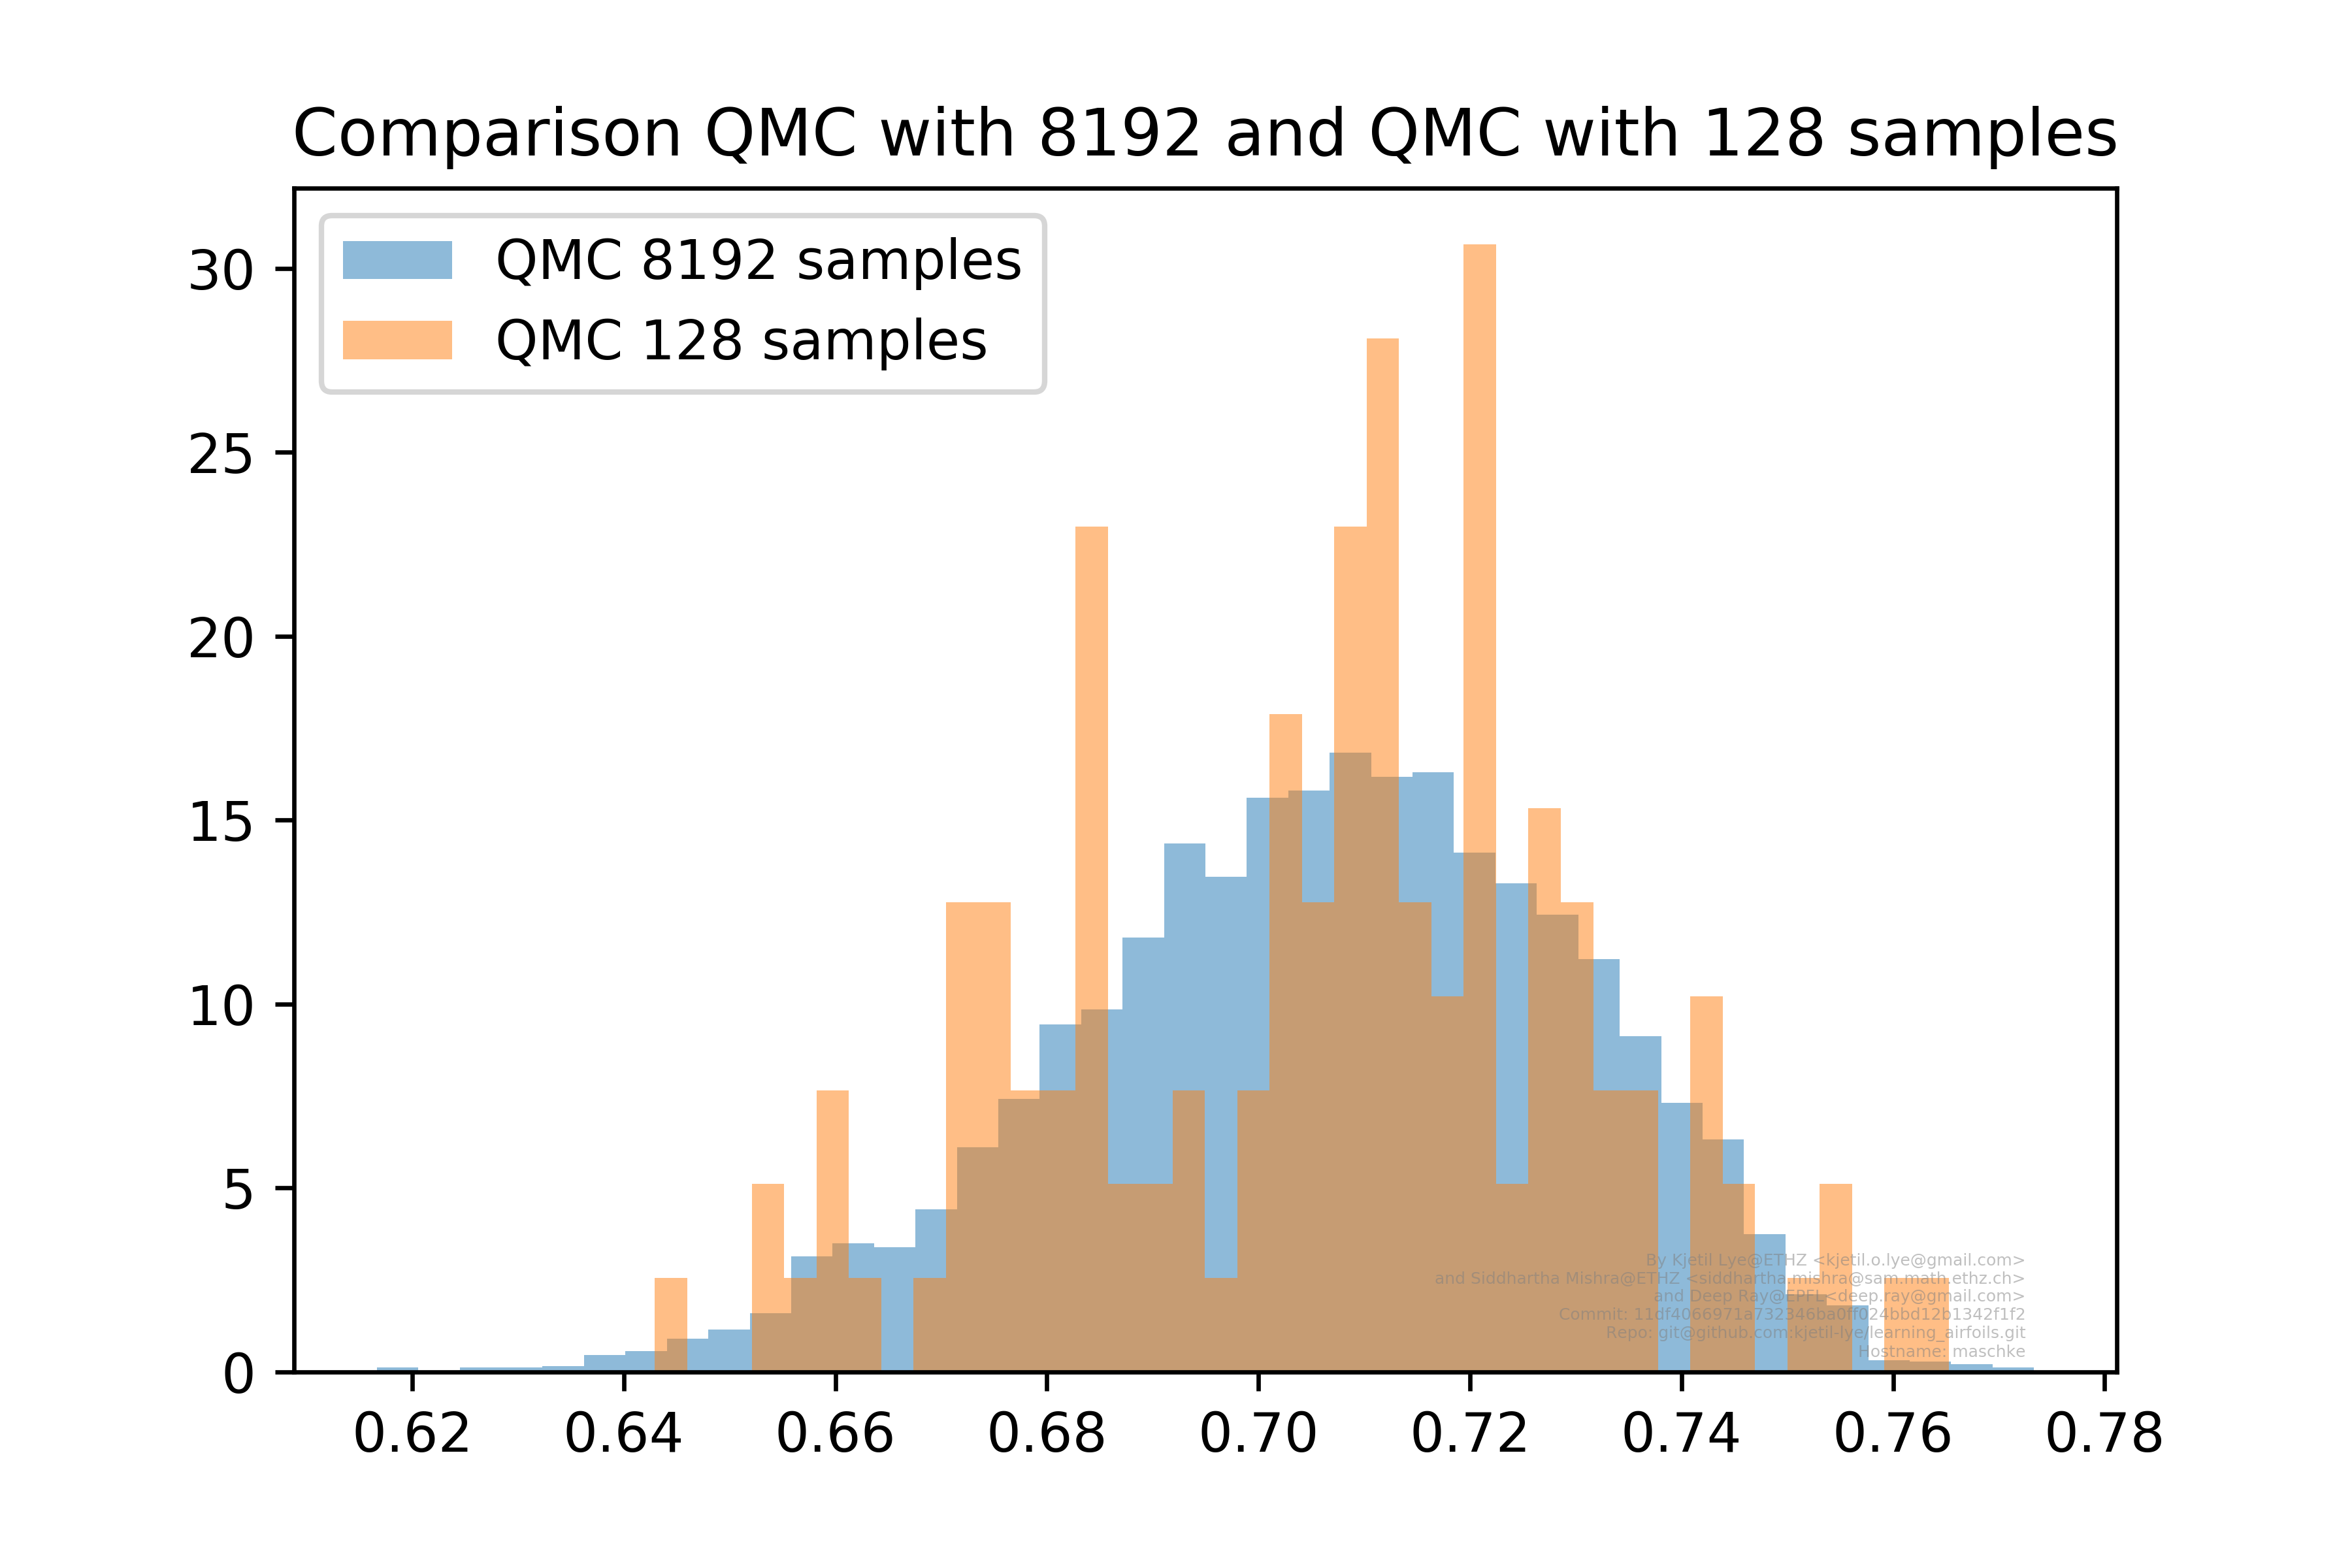 Comparison QMC with 8192 and QMC with 128 samples
QMC 8192 samples
QMC 128 samples
30
25
20
15
10
5
0
By Kjetil Lye@ETHZ <kjetil.o.lye@gmail.com>
and Siddhartha Mishra@ETHZ <siddhartha.mishra@sam.math.ethz.ch>
and Deep Ray@EPFL <deep.ray@gmail.com>
Commit: 11df4066971a732346ba0ff024bbd12b1342f1f2
Repo: git@github.com:kjetil-lye/learning_airfoils.git
Hostname: maschke
0.62 0.64 0.66 0.68 0.70 0.72 0.74 0.76 0.78